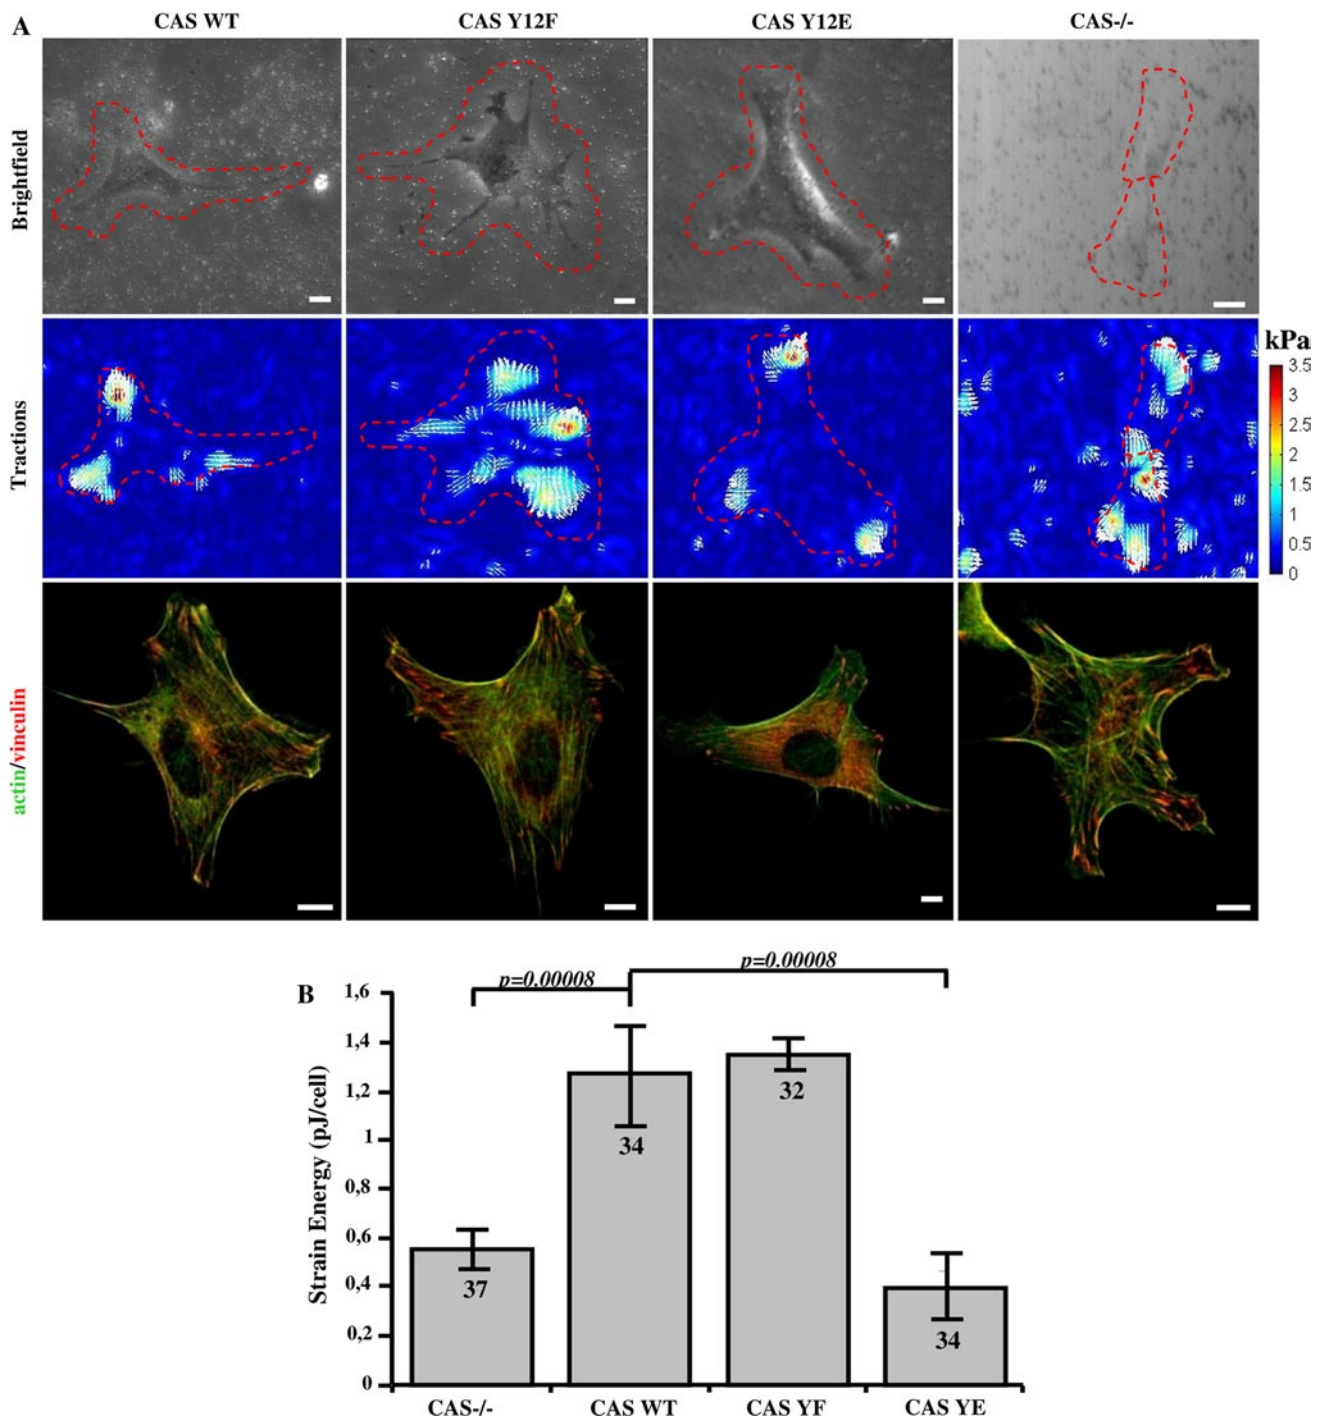 A
CAS WT
CAS Y12F
CAS Y12E
CAS-/-
Brightfield
Tractions
kPa
3.5
3
2.5
2
1.5
1
0.5
0
actin/vinculin
B
p=0.00008
p=0.00008
Strain Energy (pJ/cell)
1,6
1,4
1,2
1
0,8
0,6
0,4
0,2
0
37
34
32
34
CAS-/-
CAS WT
CAS YF
CAS YE